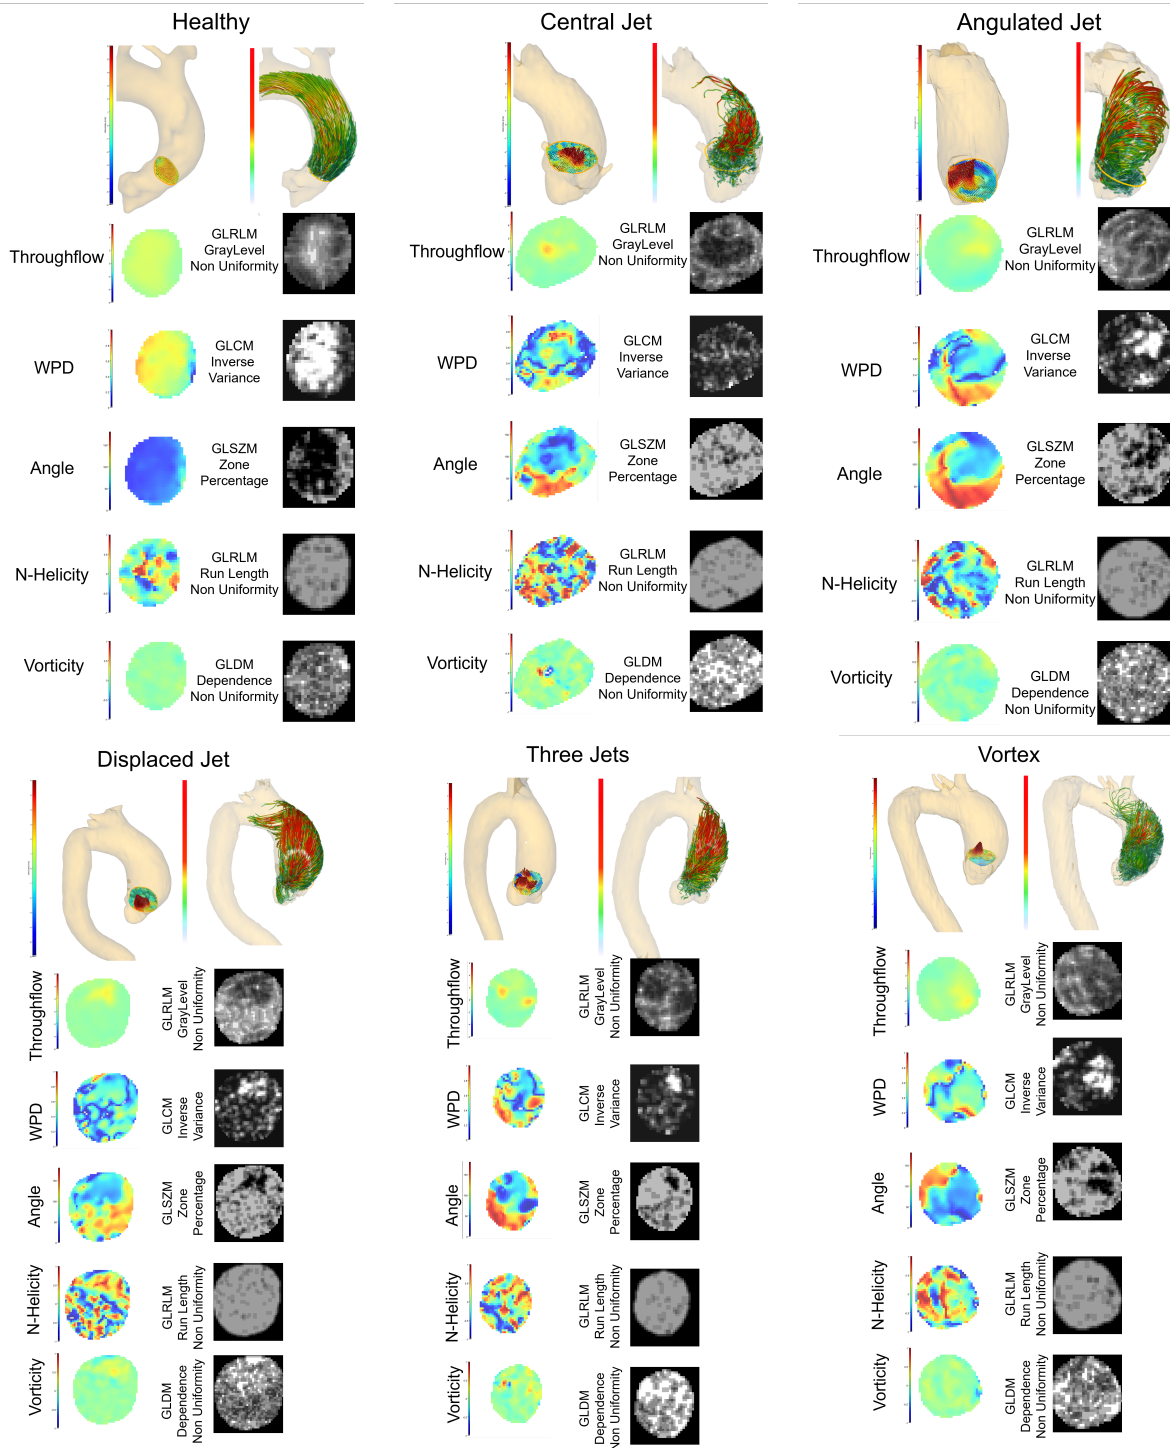 Healthy
Throughflow
GLRLM
GrayLevel
Non Uniformity
WPD
GLCM
Inverse
Variance
Angle
GLSZM
Zone
Percentage
N-Helicity
GLRLM
Run Length
Non Uniformity
Vorticity
GLDM
Dependence
Non Uniformity
Central Jet
Throughflow
GLRLM
GrayLevel
Non Uniformity
WPD
GLCM
Inverse
Variance
Angle
GLSZM
Zone
Percentage
N-Helicity
GLRLM
Run Length
Non Uniformity
Vorticity
GLDM
Dependence
Non Uniformity
Angulated Jet
Throughflow
GLRLM
GrayLevel
Non Uniformity
WPD
GLCM
Inverse
Variance
Angle
GLSZM
Zone
Percentage
N-Helicity
GLRLM
Run Length
Non Uniformity
Vorticity
GLDM
Dependence
Non Uniformity
Displaced Jet
Throughflow
GLRLM
GrayLevel
Non Uniformity
WPD
GLCM
Inverse
Variance
Angle
GLSZM
Zone
Percentage
N-Helicity
GLRLM
Run Length
Non Uniformity
Vorticity
GLDM
Dependence
Non Uniformity
Three Jets
Throughflow
GLRLM
GrayLevel
Non Uniformity
WPD
GLCM
Inverse
Variance
Angle
GLSZM
Zone
Percentage
N-Helicity
GLRLM
Run Length
Non Uniformity
Vorticity
GLDM
Dependence
Non Uniformity
Vortex
Throughflow
GLRLM
GrayLevel
Non Uniformity
WPD
GLCM
Inverse
Variance
Angle
GLSZM
Zone
Percentage
N-Helicity
GLRLM
Run Length
Non Uniformity
Vorticity
GLDM
Dependence
Non Uniformity